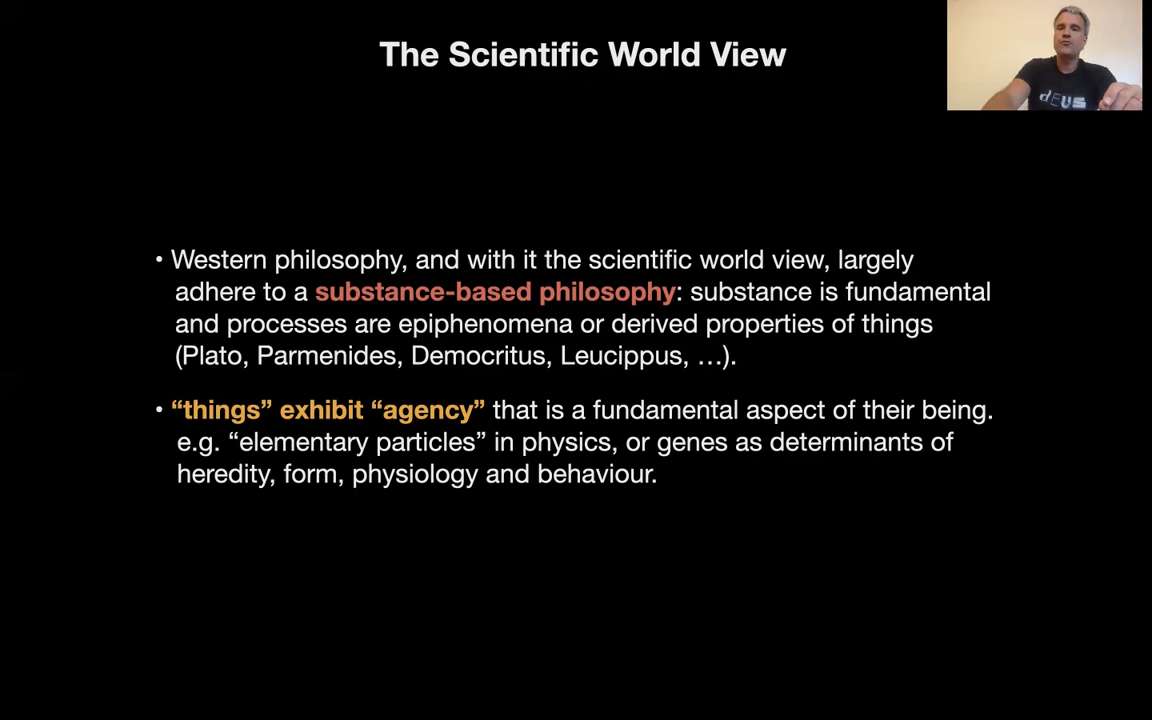 The Scientific World View
dEUS
• Western philosophy, and with it the scientific world view, largely
adhere to a substance-based philosophy: substance is fundamental
and processes are epiphenomena or derived properties of things
(Plato, Parmenides, Democritus, Leucippus, …).
• “things” exhibit “agency” that is a fundamental aspect of their being.
e.g. “elementary particles” in physics, or genes as determinants of
heredity, form, physiology and behaviour.